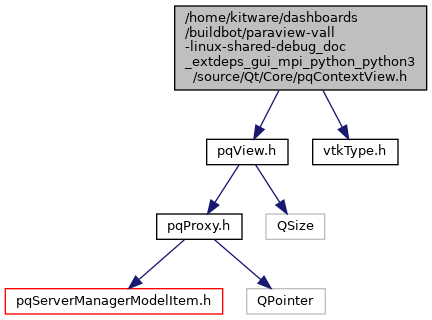 /home/kitware/dashboards
/buildbot/paraview-vall
-linux-shared-debug_doc
_extdeps_gui_mpi_python_python3
/source/Qt/Core/pqContextView.h
pqView.h
vtkType.h
pqProxy.h
QSize
pqServerManagerModelItem.h
QPointer